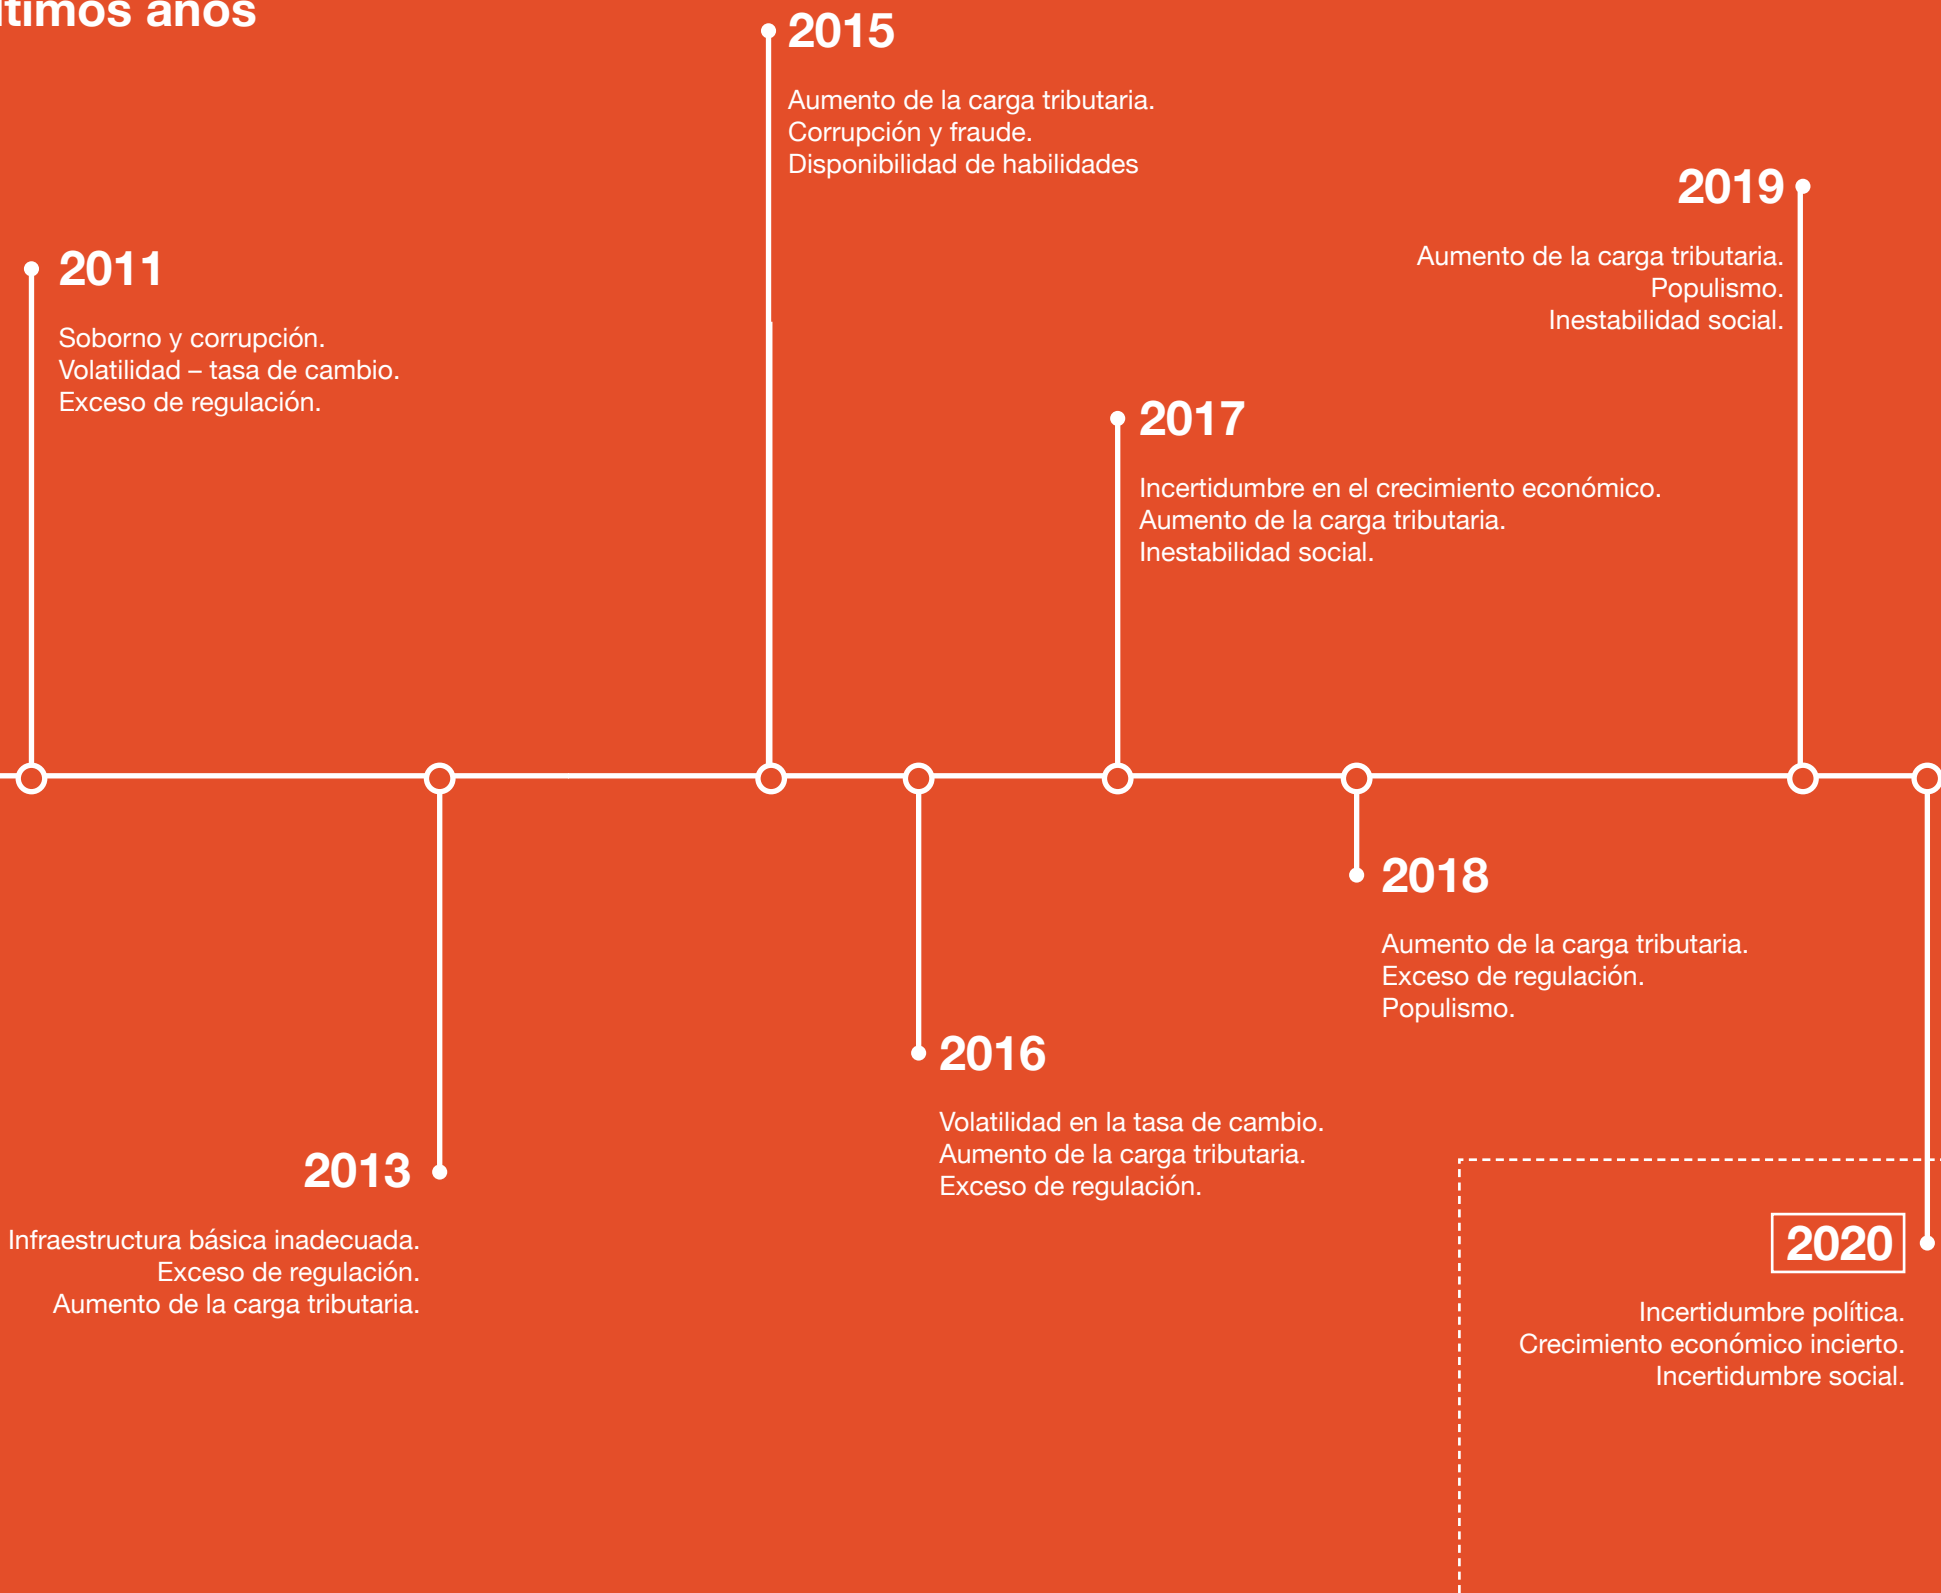 años
2015
Aumento de la carga tributaria.
Corrupción y fraude.
Disponibilidad de habilidades
2019
Aumento de la carga tributaria.
Populismo.
Inestabilidad social.
2011
Soborno y corrupción.
Volatilidad – tasa de cambio.
Exceso de regulación.
2017
Incertidumbre en el crecimiento económico.
Aumento de la carga tributaria.
Inestabilidad social.
2018
Aumento de la carga tributaria.
Exceso de regulación.
Populismo.
2016
Volatilidad en la tasa de cambio.
Aumento de la carga tributaria.
Exceso de regulación.
2013
Infraestructura básica inadecuada.
Exceso de regulación.
Aumento de la carga tributaria.
2020
Incertidumbre política.
Crecimiento económico incierto.
Incertidumbre social.